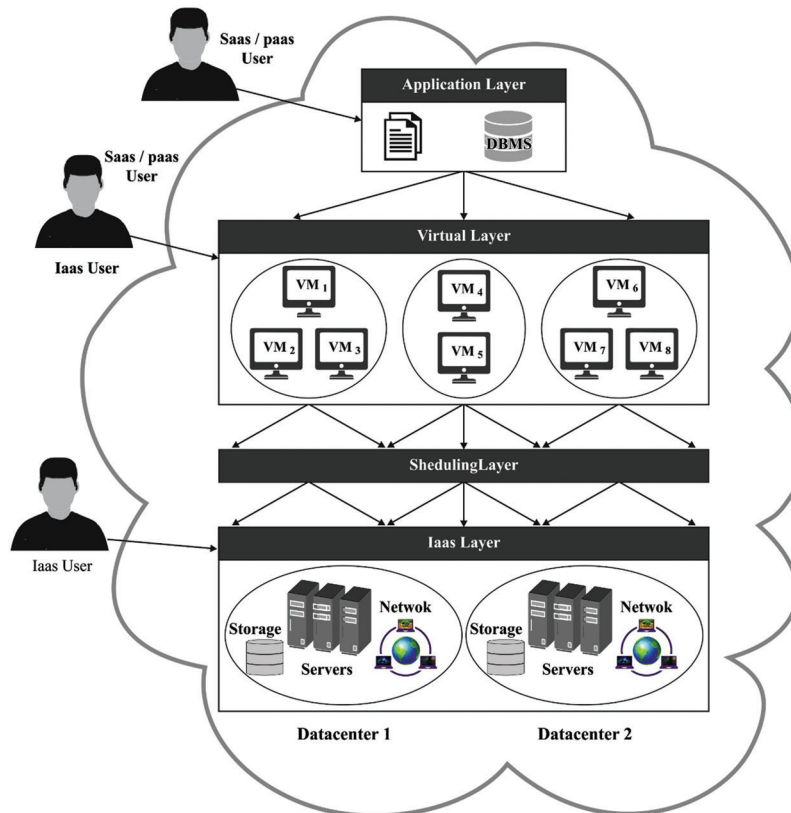 Saas / paas
User
Application Layer
DBMS
Saas / paas
User
Iaas User
Virtual Layer
VM 1
VM 4
VM 6
VM 2
VM 3
VM 5
VM 7
VM 8
ShedulingLayer
Iaas User
Iaas Layer
Storage
Servers
Netwok
Storage
Servers
Netwok
Datacenter 1
Datacenter 2